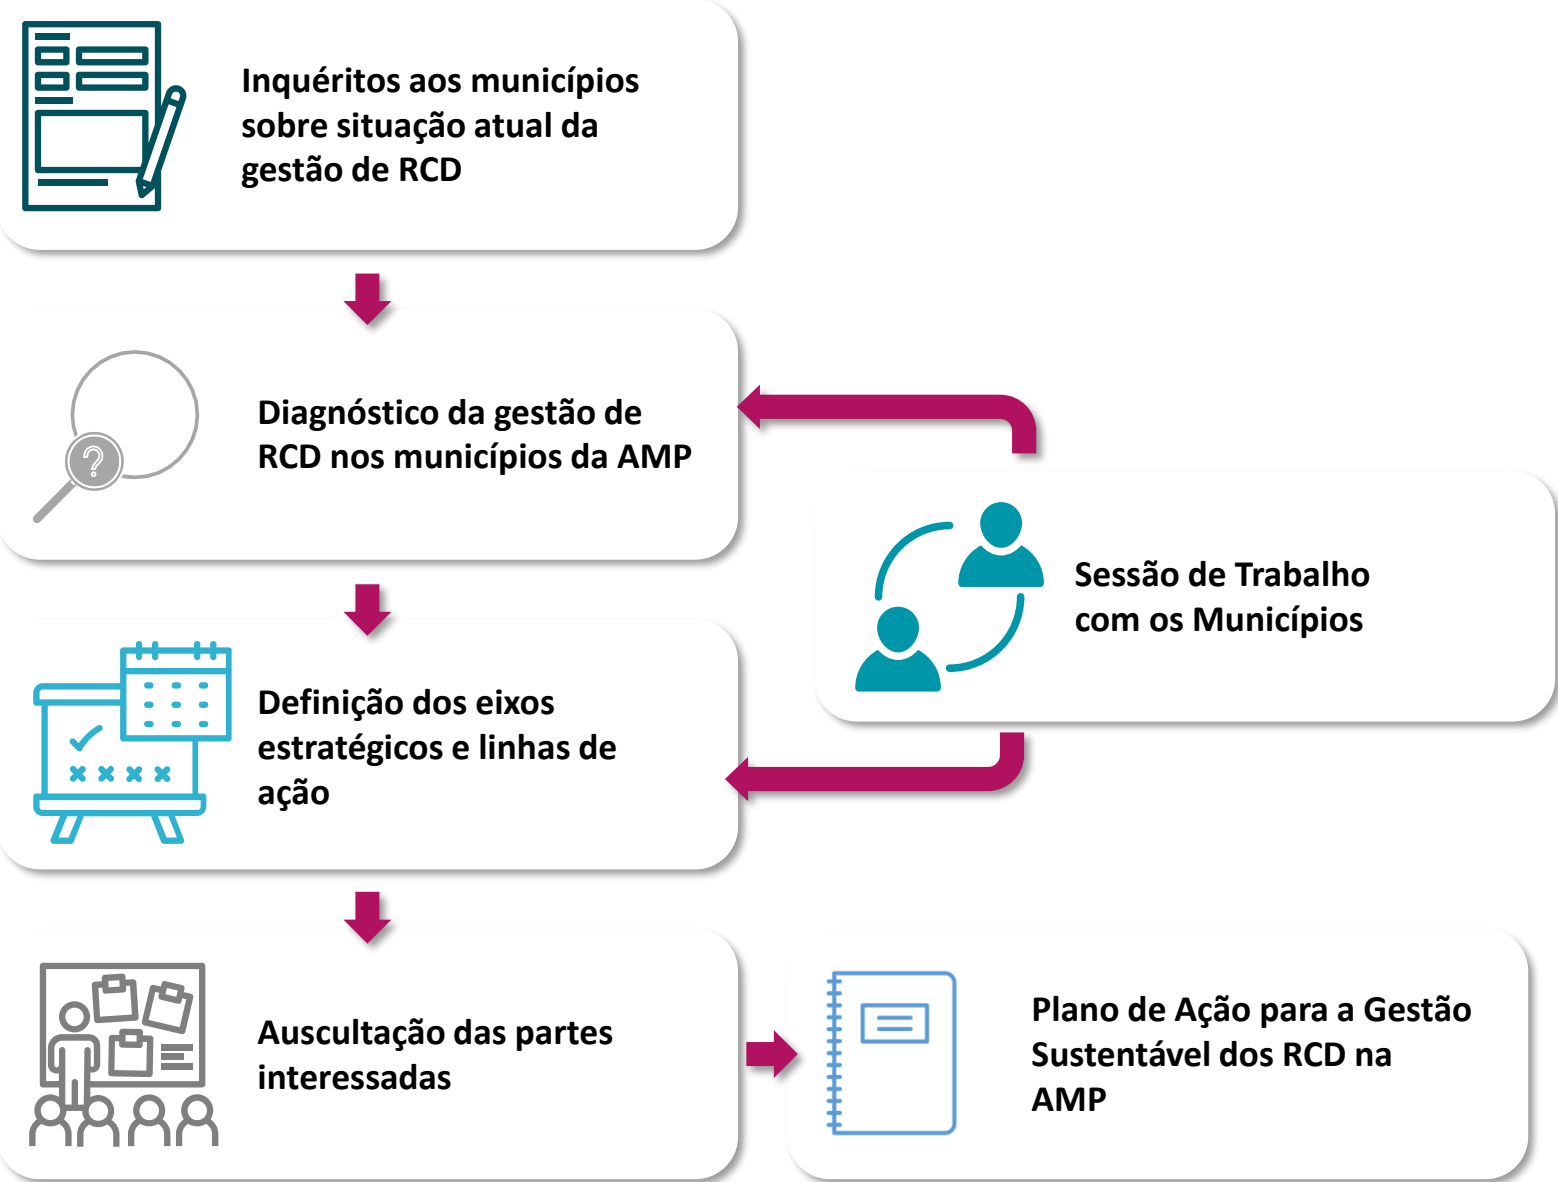 Inquéritos aos municípios
sobre situação atual da
gestão de RCD
Diagnóstico da gestão de
RCD nos municípios da AMP
?
Sessão de Trabalho
com os Municípios
Definição dos eixos
estratégicos e linhas de
ação
Auscultação das partes
interessadas
Plano de Ação para a Gestão
Sustentável dos RCD na
AMP